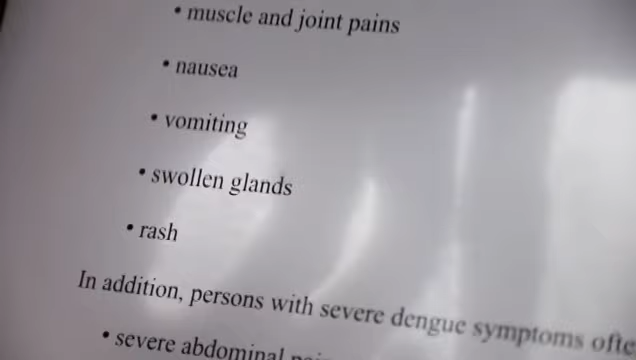 • muscle and joint pains
• nausea
• vomiting
• swollen glands
• rash
In addition, persons with severe dengue symptoms ofte
• severe abdominal